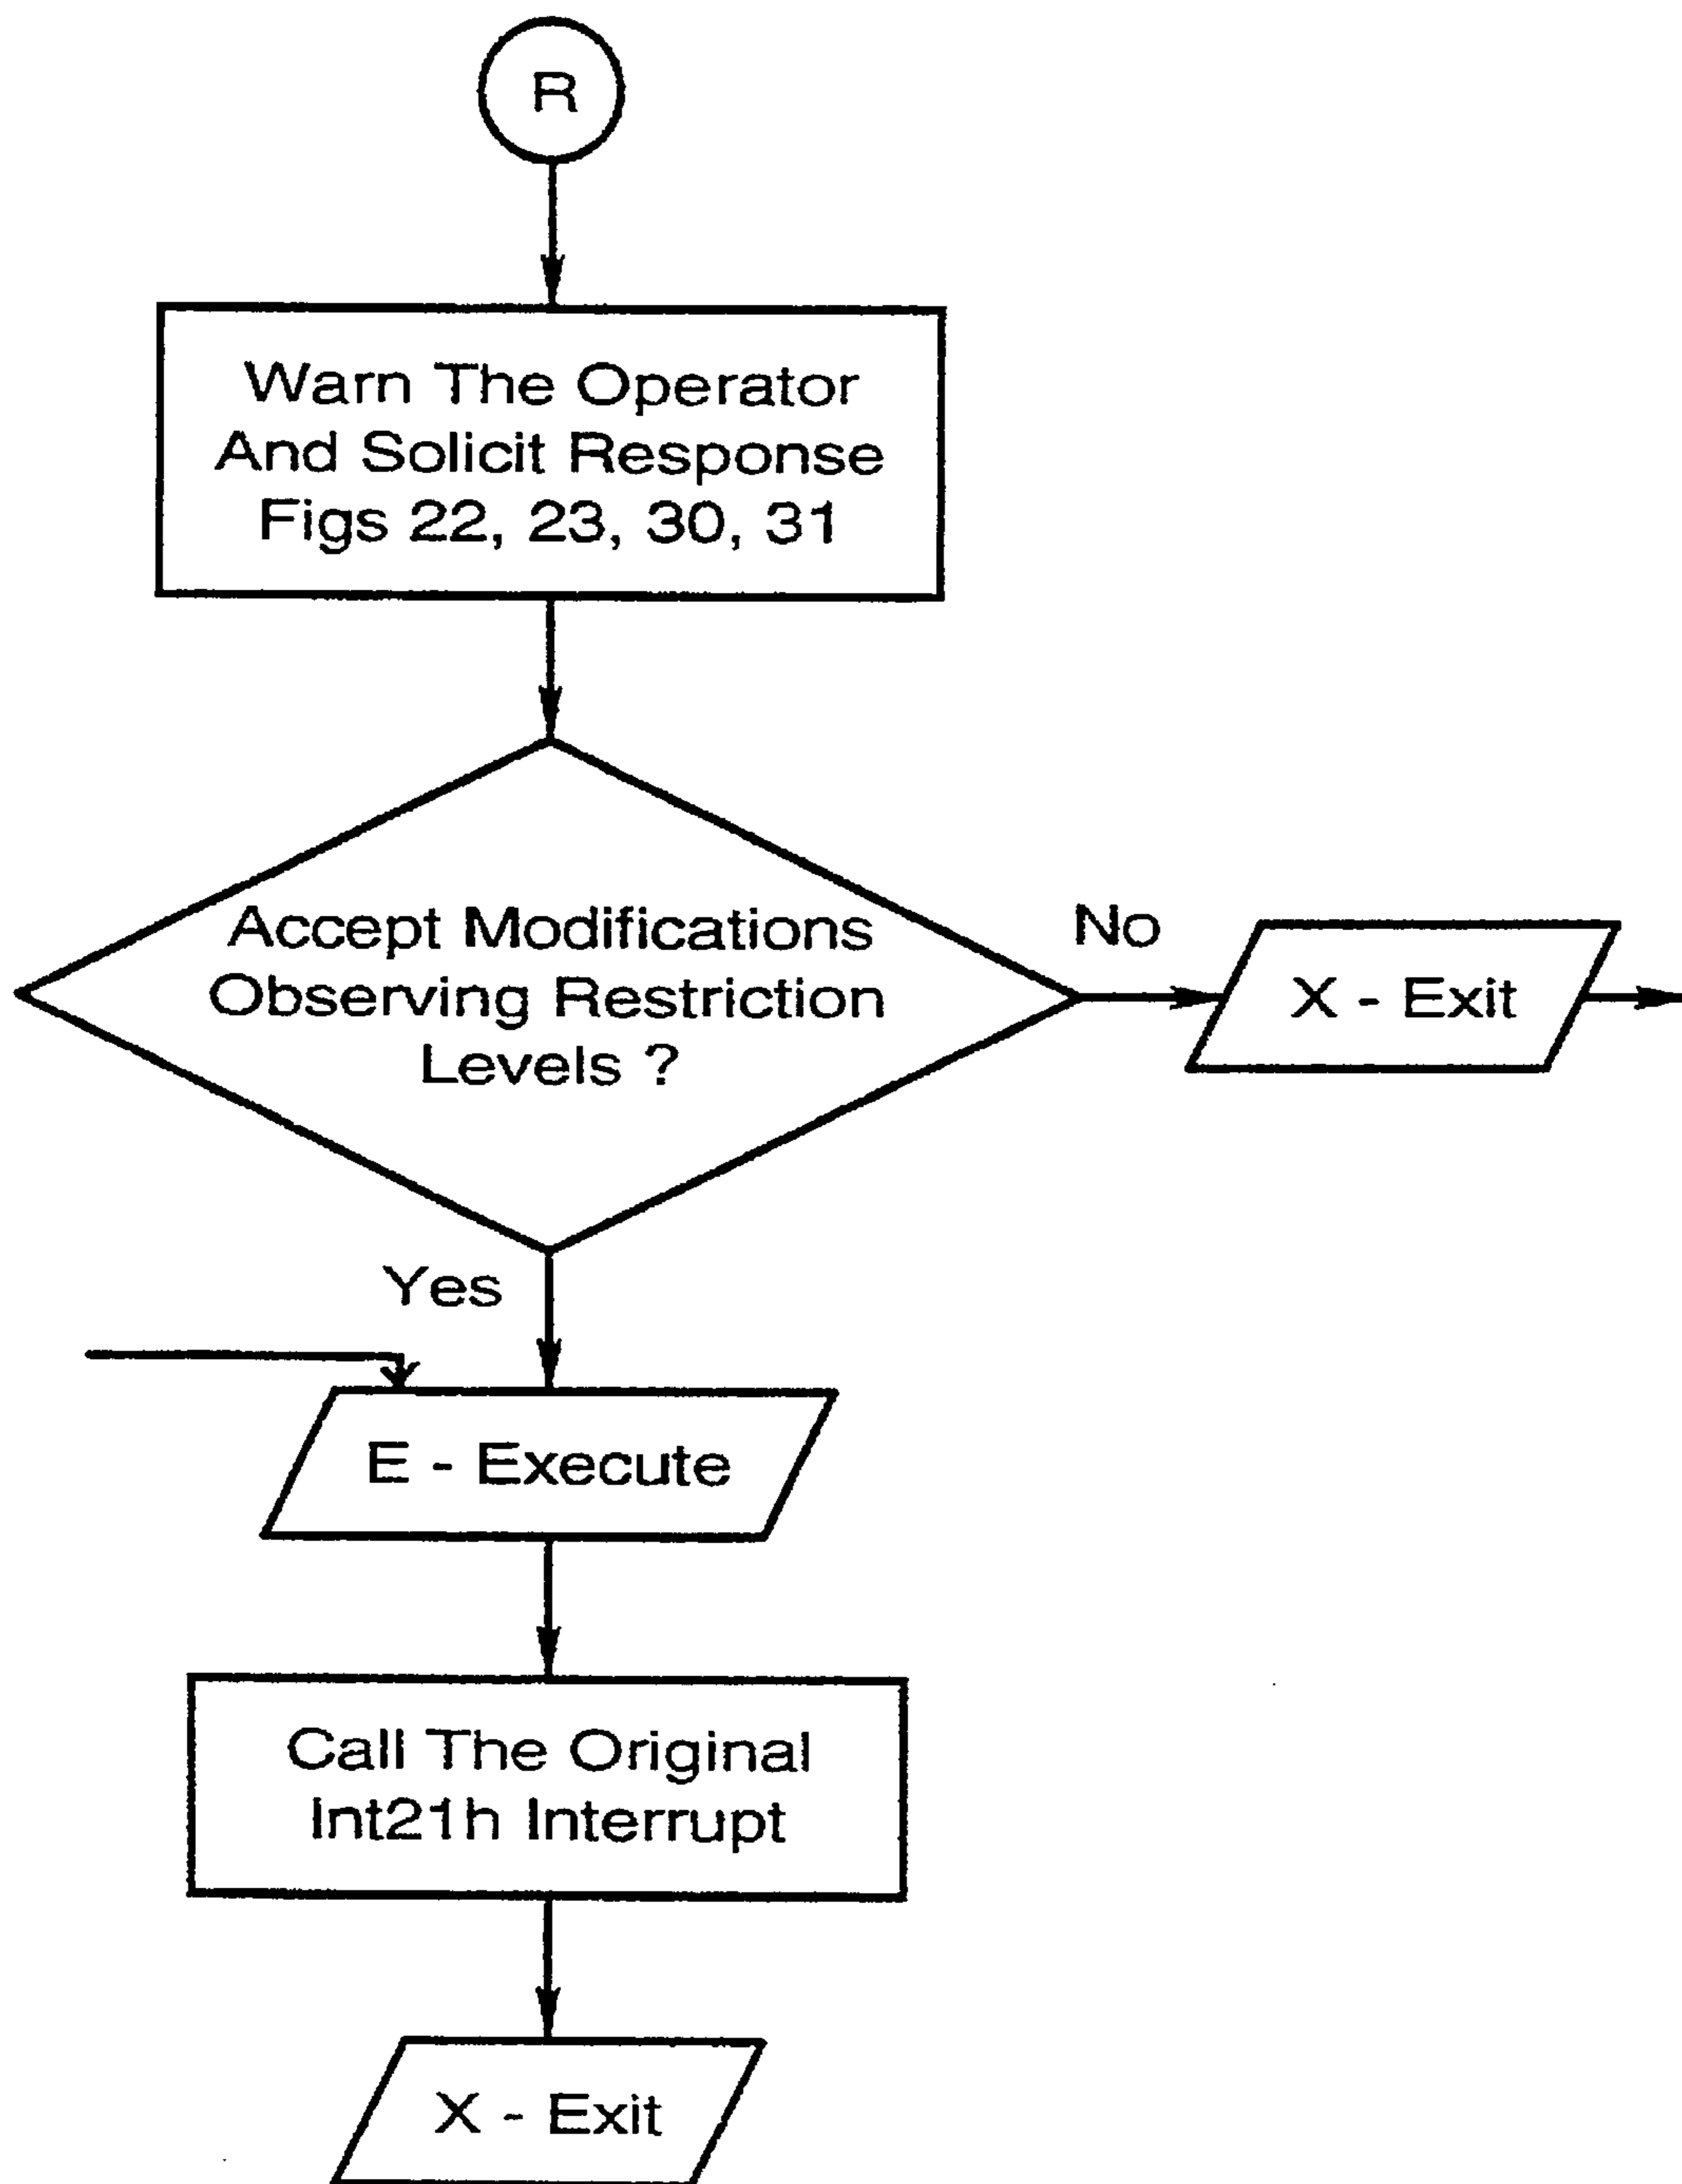 R
Warn The Operator
And Solicit Response
Figs 22, 23, 30, 31
Accept Modifications
Observing Restriction
Levels ?
No
X - Exit
Yes
E - Execute
Call The Original
Int21h Interrupt
X - Exit